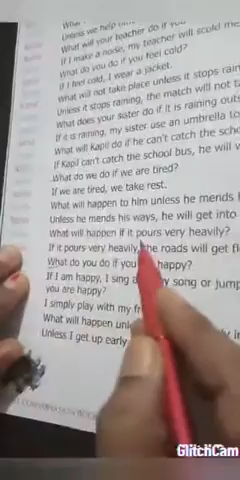 What
Unless we help
What will your teacher do if you
If I make a noise, my teacher will scold me
What do you do if you feel cold?
If I feel cold, I wear a jacket.
What will not take place unless it stops rain
Unless it stops raining, the match will not t
What does your sister do if it is raining outs
If it is raining, my sister use an umbrella to
What will Kapil do if he can't catch the scho
If Kapil can't catch the school bus, he will w
What do we do if we are tired?
If we are tired, we take rest.
What will happen to him unless he mends
Unless he mends his ways, he will get into
What will happen if it pours very heavily?
If it pours very heavily, the roads will get fl
What do you do if you happy?
If I am happy, I sing a song or jump
you are happy?
I simply play with my fr
What will happen unl
Unless I get up early
GlitchCam